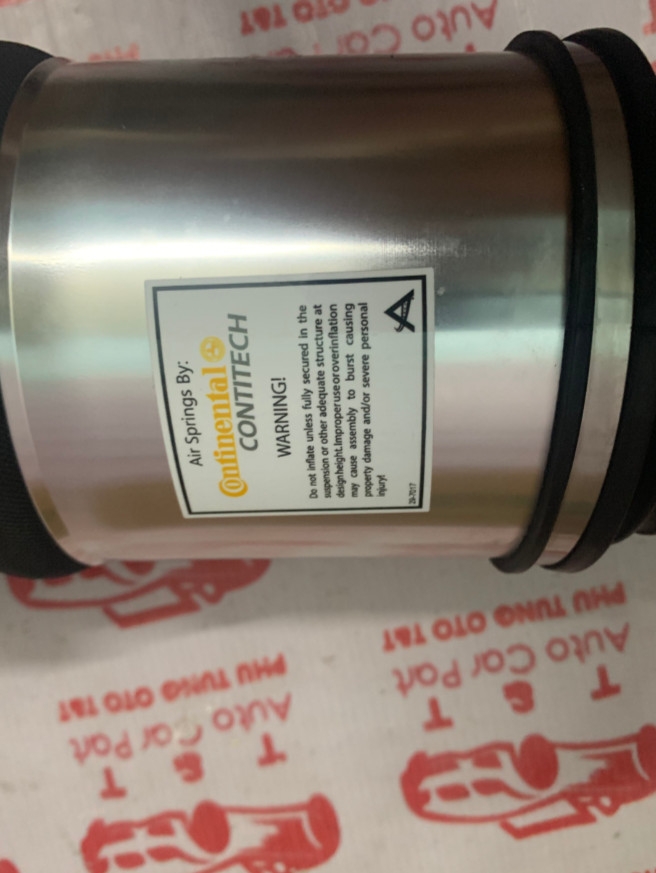 Auto Car Part
PHU TUNG OTO T&T
Air Springs By:
Continental
CONTITECH
WARNING!
Do not inflate unless fully secured in the
suspension or other adequate structure at
design height. Improper use or overinflation
may cause assembly to burst causing
property damage and/or severe personal
injury!
29-7017
PHU TUNG OTO T&T
Auto Car Part
T & T
PHU TUNG OTO T&T
Auto Car Part
T & T